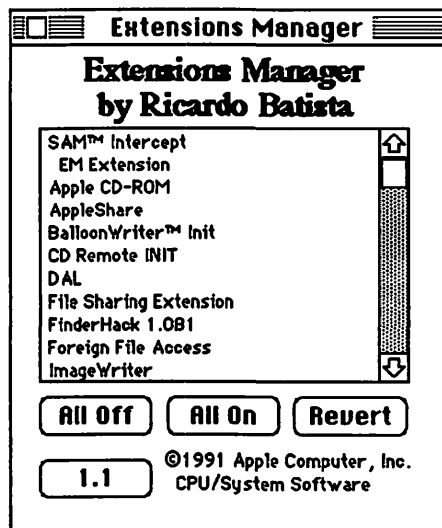 Extensions Manager
Extensions Manager
by Ricardo Batista
SAM™ Intercept
EM Extension
Apple CD-ROM
AppleShare
BalloonWriter™ Init
CD Remote INIT
DAL
File Sharing Extension
FinderHack 1.0B1
Foreign File Access
ImageWriter
All Off All On Revert
1.1 ©1991 Apple Computer, Inc.
CPU/System Software